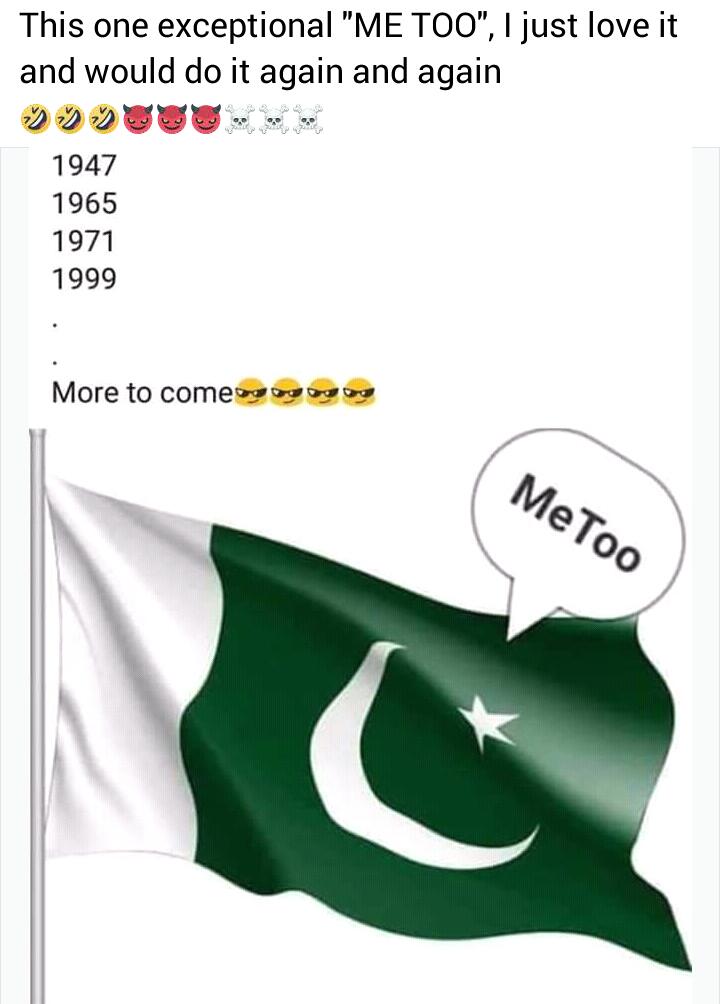 This one exceptional "ME TOO", I just love it
and would do it again and again
🤣🤣🤣😈😈😈☠️☠️☠️
1947
1965
1971
1999
.
.
More to come😎😎😎😎
MeToo